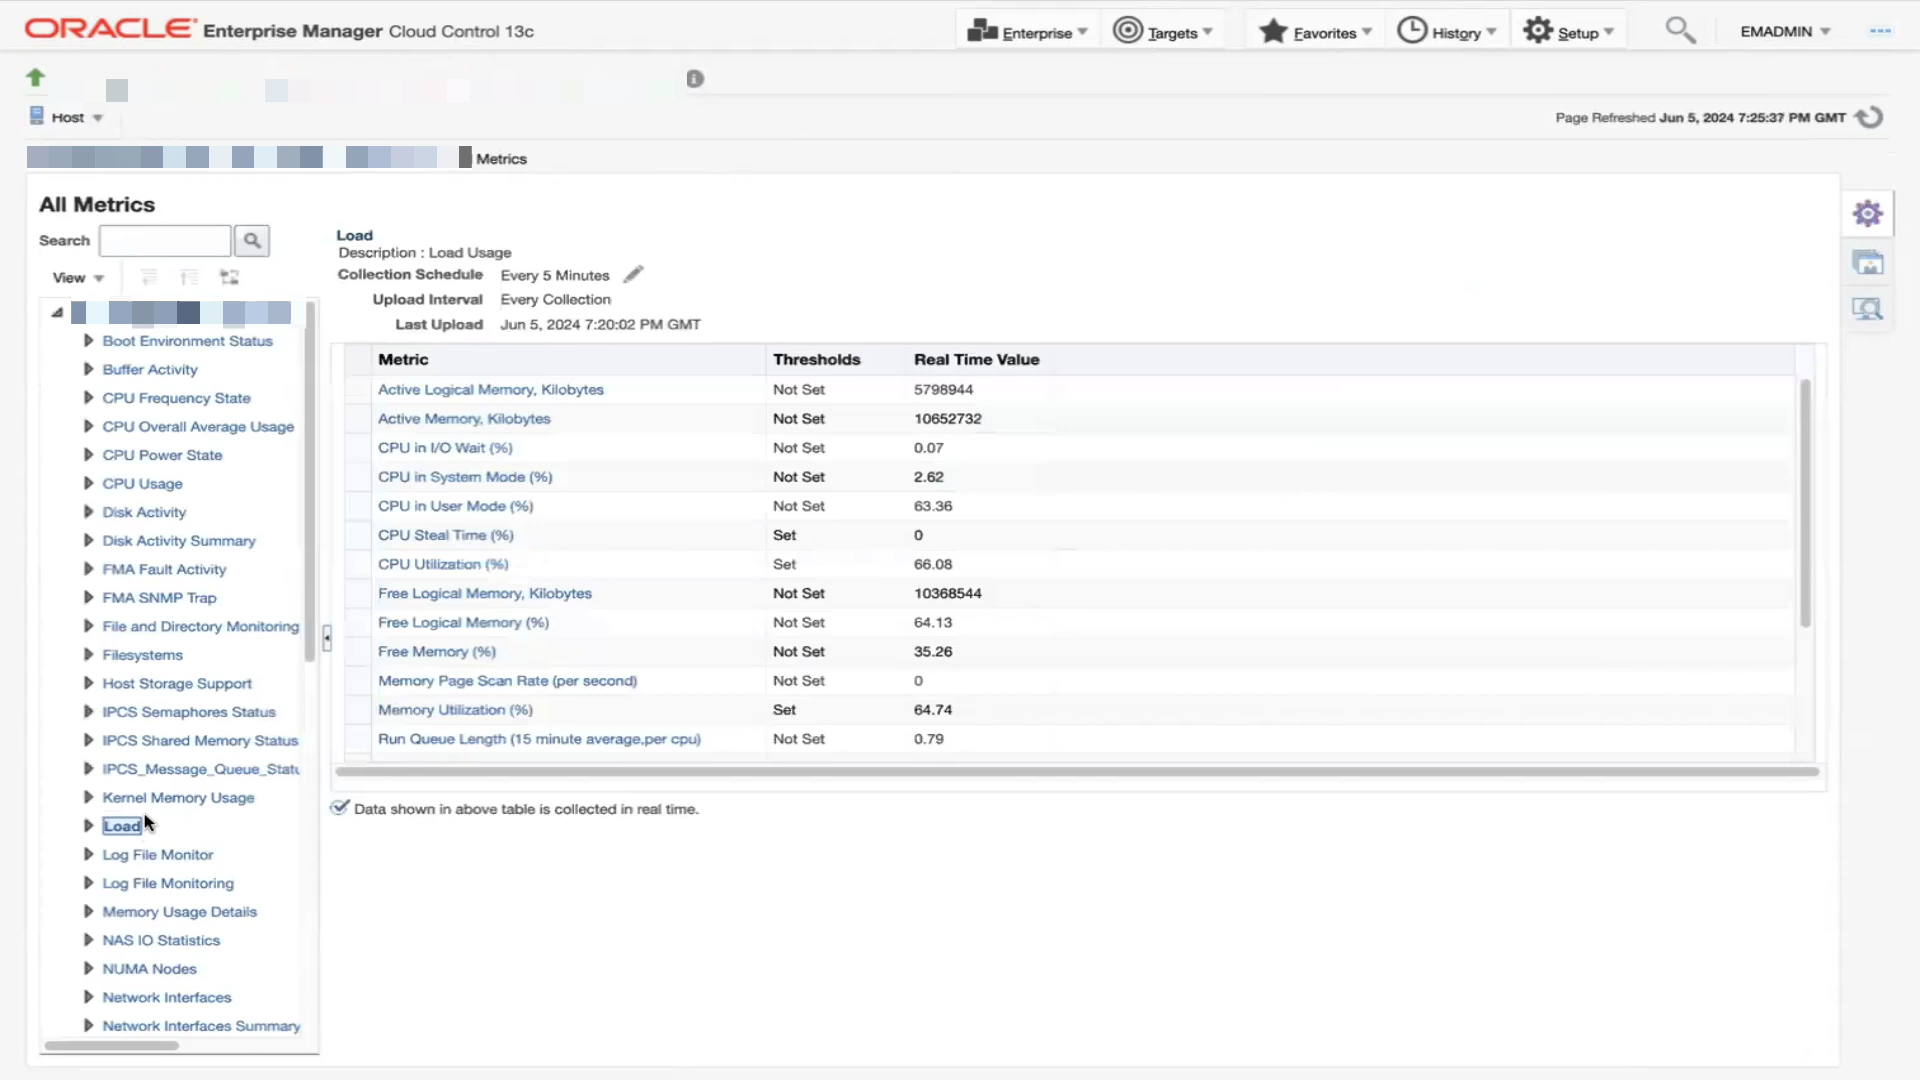 ORACLE Enterprise Manager Cloud Control 13c
Enterprise
Targets
Favorites
History
Setup
EMADMIN
Host
Page Refreshed Jun 5, 2024 7:25:37 PM GMT
Metrics
All Metrics
Search
View
Boot Environment Status
Buffer Activity
CPU Frequency State
CPU Overall Average Usage
CPU Power State
CPU Usage
Disk Activity
Disk Activity Summary
FMA Fault Activity
FMA SNMP Trap
File and Directory Monitoring
Filesystems
Host Storage Support
IPCS Semaphores Status
IPCS Shared Memory Status
IPCS_Message_Queue_Statu
Kernel Memory Usage
Load
Log File Monitor
Log File Monitoring
Memory Usage Details
NAS IO Statistics
NUMA Nodes
Network Interfaces
Network Interfaces Summary
Load
Description : Load Usage
Collection Schedule Every 5 Minutes
Upload Interval Every Collection
Last Upload Jun 5, 2024 7:20:02 PM GMT
Metric Thresholds Real Time Value
Active Logical Memory, Kilobytes Not Set 5798944
Active Memory, Kilobytes Not Set 10652732
CPU in I/O Wait (%) Not Set 0.07
CPU in System Mode (%) Not Set 2.62
CPU in User Mode (%) Not Set 63.36
CPU Steal Time (%) Set 0
CPU Utilization (%) Set 66.08
Free Logical Memory, Kilobytes Not Set 10368544
Free Logical Memory (%) Not Set 64.13
Free Memory (%) Not Set 35.26
Memory Page Scan Rate (per second) Not Set 0
Memory Utilization (%) Set 64.74
Run Queue Length (15 minute average,per cpu) Not Set 0.79
Data shown in above table is collected in real time.